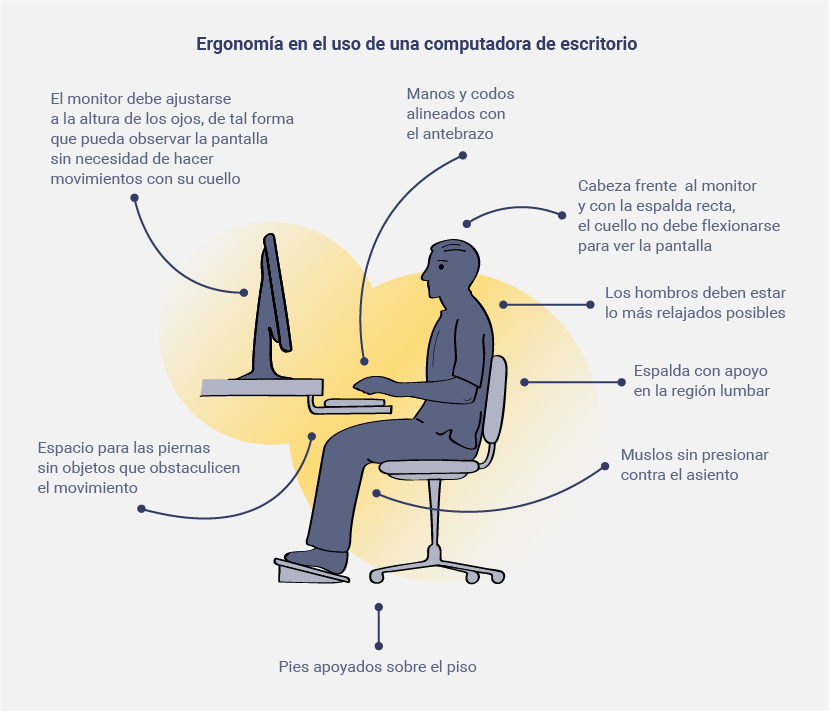 Ergonomía en el uso de una computadora de escritorio
El monitor debe ajustarse
a la altura de los ojos, de tal forma
que pueda observar la pantalla
sin necesidad de hacer
movimientos con su cuello
Manos y codos
alineados con
el antebrazo
Cabeza frente al monitor
y con la espalda recta,
el cuello no debe flexionarse
para ver la pantalla
Los hombros deben estar
lo más relajados posibles
Espalda con apoyo
en la región lumbar
Espacio para las piernas
sin objetos que obstaculicen
el movimiento
Muslos sin presionar
contra el asiento
Pies apoyados sobre el piso